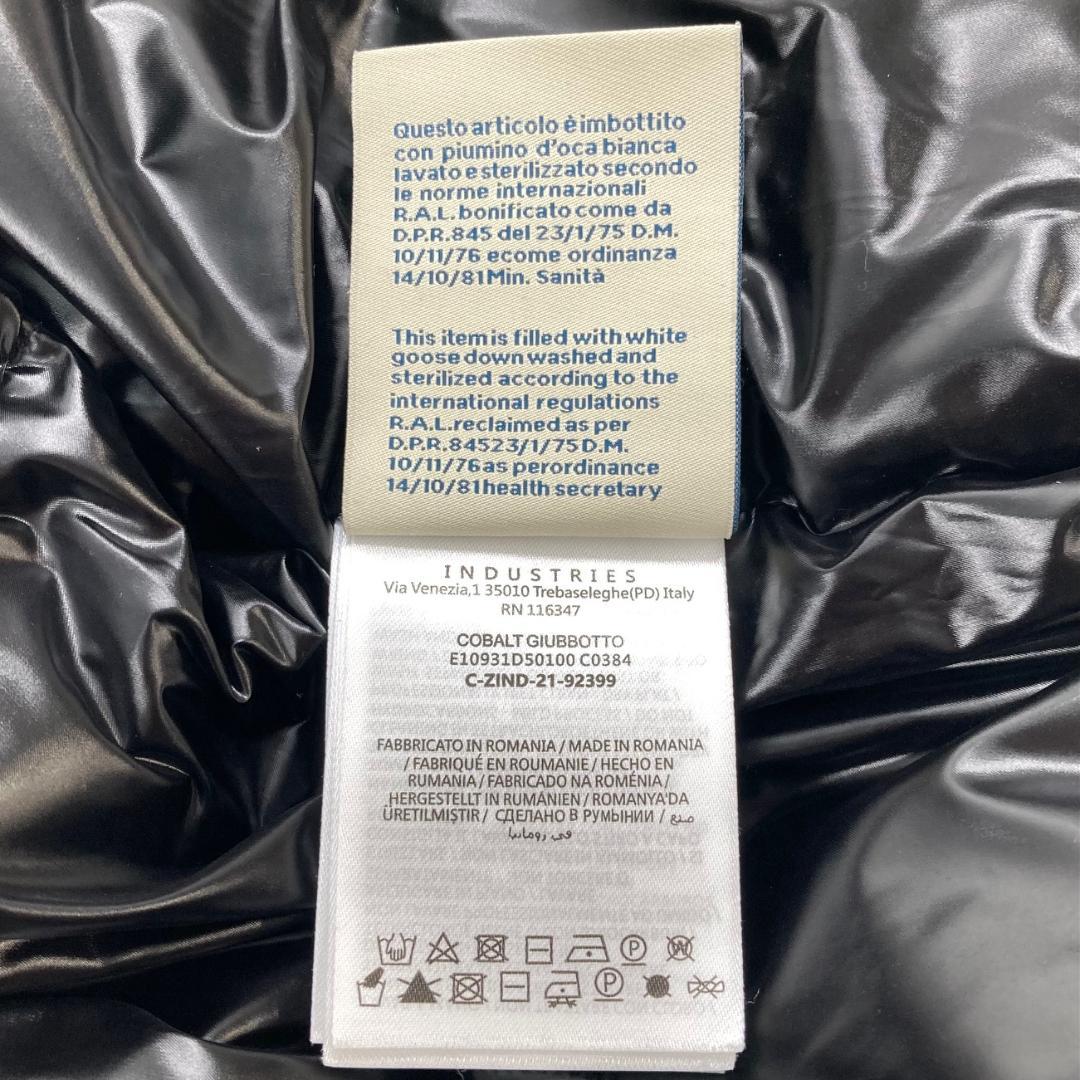 Questo articolo è imbottito
con piumino d'oca bianca
lavato e sterilizzato secondo
le norme internazionali
R.A.L. bonificato come da
D.P.R.845 del 23/1/75 D.M.
10/11/76 ecome ordinanza
14/10/81 Min. Sanità
This item is filled with white
goose down washed and
sterilized according to the
international regulations
R.A.L. reclaimed as per
D.P.R.84523/1/75 D.M.
10/11/76 as perordinance
14/10/81 health secretary
INDUSTRIES
Via Venezia,1 35010 Trebaseleghe(PD) Italy
RN 116347
COBALT GIUBBOTTO
E10931D50100 C0384
C-ZIND-21-92399
FABBRICATO IN ROMANIA / MADE IN ROMANIA
/ FABRIQUÉ EN ROUMANIE / HECHO EN
RUMANIA / FABRICADO NA ROMÉNIA /
HERGESTELLT IN RUMÄNIEN / ROMANYA'DA
ÜRETILMIŞTIR / СДЕЛАНО В РУМЫНИИ / صنع
في رومانيا
P W
P